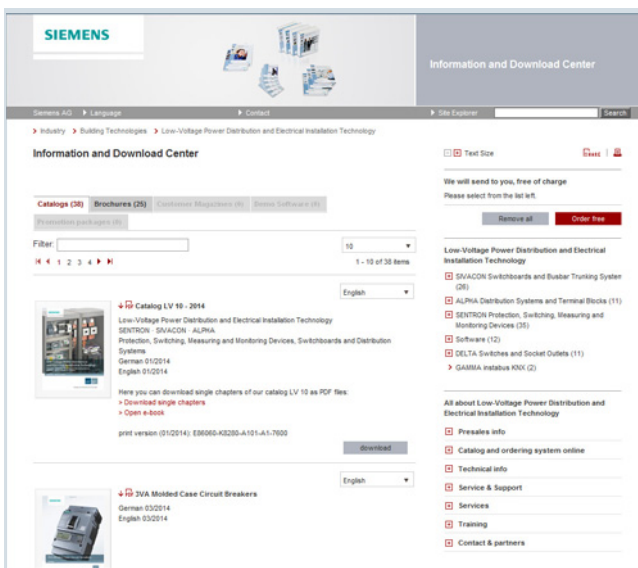 SIEMENS
Information and Download Center
Siemens AG Language Contact Site Explorer Search
Industry Building Technologies Low-Voltage Power Distribution and Electrical Installation Technology
Information and Download Center
Text Size
We will send to you, free of charge
Please select from the list left.
Remove all Order free
Catalogs (38) Brochures (25) Customer Magazines (0) Demo Software (0)
Promotion packages (0)
Filter:
10
1 2 3 4
1 - 10 of 38 items
English
Catalog LV 10 - 2014
Low-Voltage Power Distribution and Electrical Installation Technology
SENTRON · SIVACON · ALPHA
Protection, Switching, Measuring and Monitoring Devices, Switchboards and Distribution
Systems
German 01/2014
English 01/2014
Here you can download single chapters of our catalog LV 10 as PDF files:
> Download single chapters
> Open e-book
print version (01/2014): E86060-K8280-A101-A1-7600
download
English
3VA Molded Case Circuit Breakers
German 03/2014
English 03/2014
Low-Voltage Power Distribution and Electrical
Installation Technology
SIVACON Switchboards and Busbar Trunking System
(26)
ALPHA Distribution Systems and Terminal Blocks (11)
SENTRON Protection, Switching, Measuring and
Monitoring Devices (35)
Software (12)
DELTA Switches and Socket Outlets (11)
GAMMA instabus KNX (2)
All about Low-Voltage Power Distribution and
Electrical Installation Technology
Presales info
Catalog and ordering system online
Technical info
Service & Support
Services
Training
Contact & partners